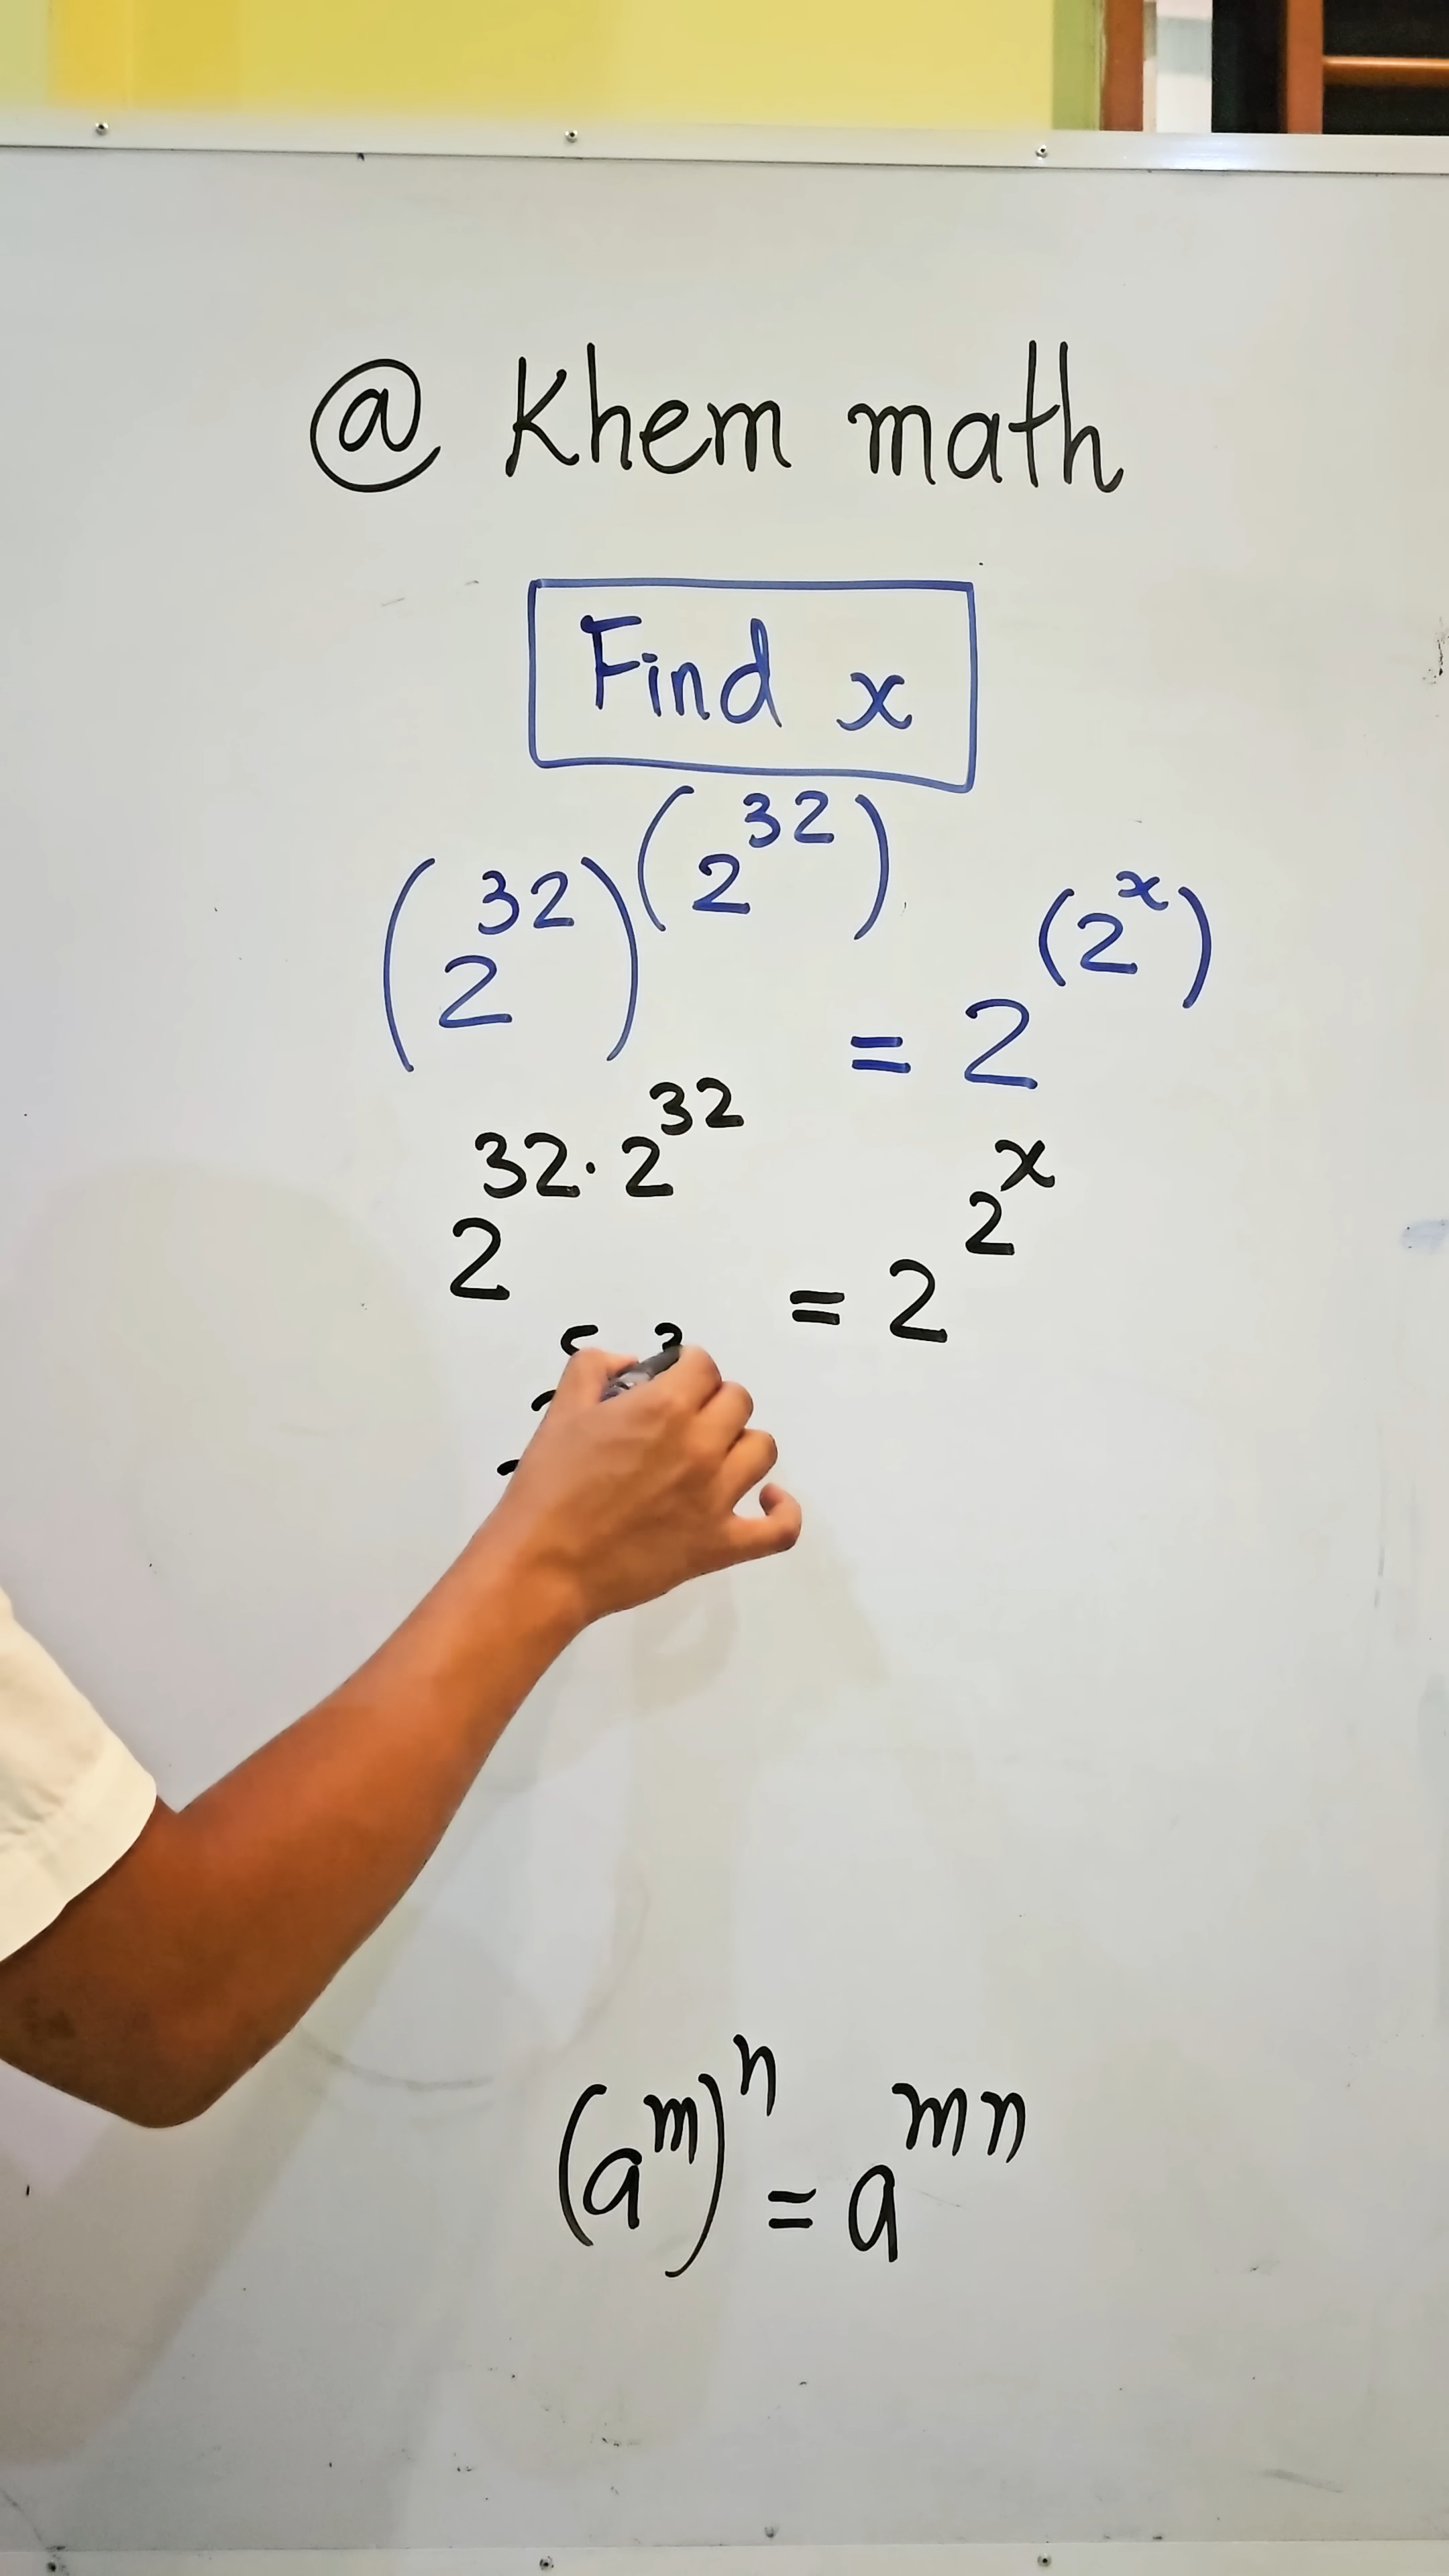 @ Khem math
Find x
(2^32)^(2^32) = 2^(2^x)
2^32·2^32 = 2^2^x
(a^m)^n = a^mn